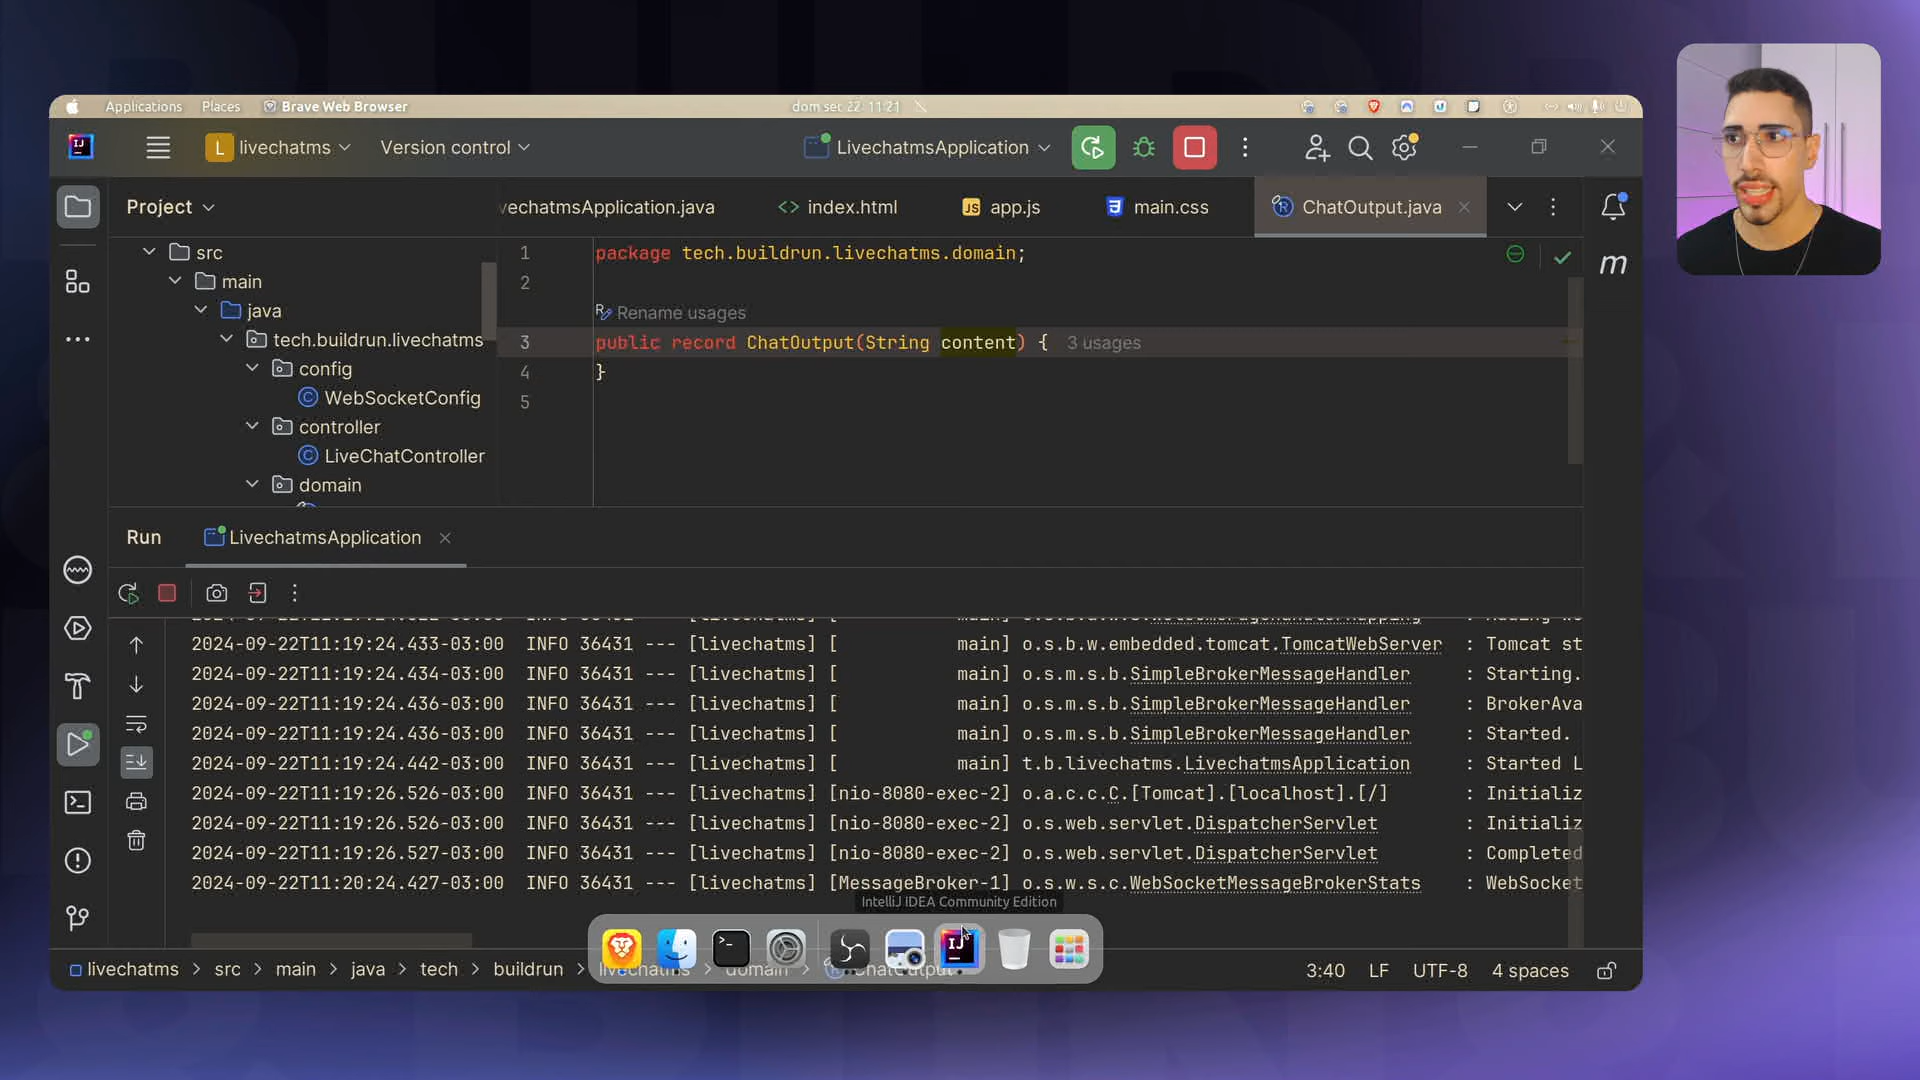 Applications Places Brave Web Browser dom set 22 11:21
IJ L livechatms Version control LivechatmsApplication
Project
vechatmsApplication.java <> index.html JS app.js main.css ChatOutput.java
src
main
java
tech.buildrun.livechatms
config
WebSocketConfig
controller
LiveChatController
domain
1 package tech.buildrun.livechatms.domain;
2
Rename usages
3 public record ChatOutput(String content) { 3 usages
4 }
5
m
Run LivechatmsApplication
2024-09-22T11:19:24.433-03:00 INFO 36431 --- [livechatms] [ main] o.s.b.w.embedded.tomcat.TomcatWebServer : Tomcat st
2024-09-22T11:19:24.434-03:00 INFO 36431 --- [livechatms] [ main] o.s.m.s.b.SimpleBrokerMessageHandler : Starting.
2024-09-22T11:19:24.436-03:00 INFO 36431 --- [livechatms] [ main] o.s.m.s.b.SimpleBrokerMessageHandler : BrokerAva
2024-09-22T11:19:24.436-03:00 INFO 36431 --- [livechatms] [ main] o.s.m.s.b.SimpleBrokerMessageHandler : Started.
2024-09-22T11:19:24.442-03:00 INFO 36431 --- [livechatms] [ main] t.b.livechatms.LivechatmsApplication : Started L
2024-09-22T11:19:26.526-03:00 INFO 36431 --- [livechatms] [nio-8080-exec-2] o.a.c.c.C.[Tomcat].[localhost].[/] : Initializ
2024-09-22T11:19:26.526-03:00 INFO 36431 --- [livechatms] [nio-8080-exec-2] o.s.web.servlet.DispatcherServlet : Initializ
2024-09-22T11:19:26.527-03:00 INFO 36431 --- [livechatms] [nio-8080-exec-2] o.s.web.servlet.DispatcherServlet : Completed
2024-09-22T11:20:24.427-03:00 INFO 36431 --- [livechatms] [MessageBroker-1] o.s.w.s.c.WebSocketMessageBrokerStats : WebSocket
IntelliJ IDEA Community Edition
IJ
livechatms > src > main > java > tech > buildrun > livechatms > domain > ChatOutput 3:40 LF UTF-8 4 spaces